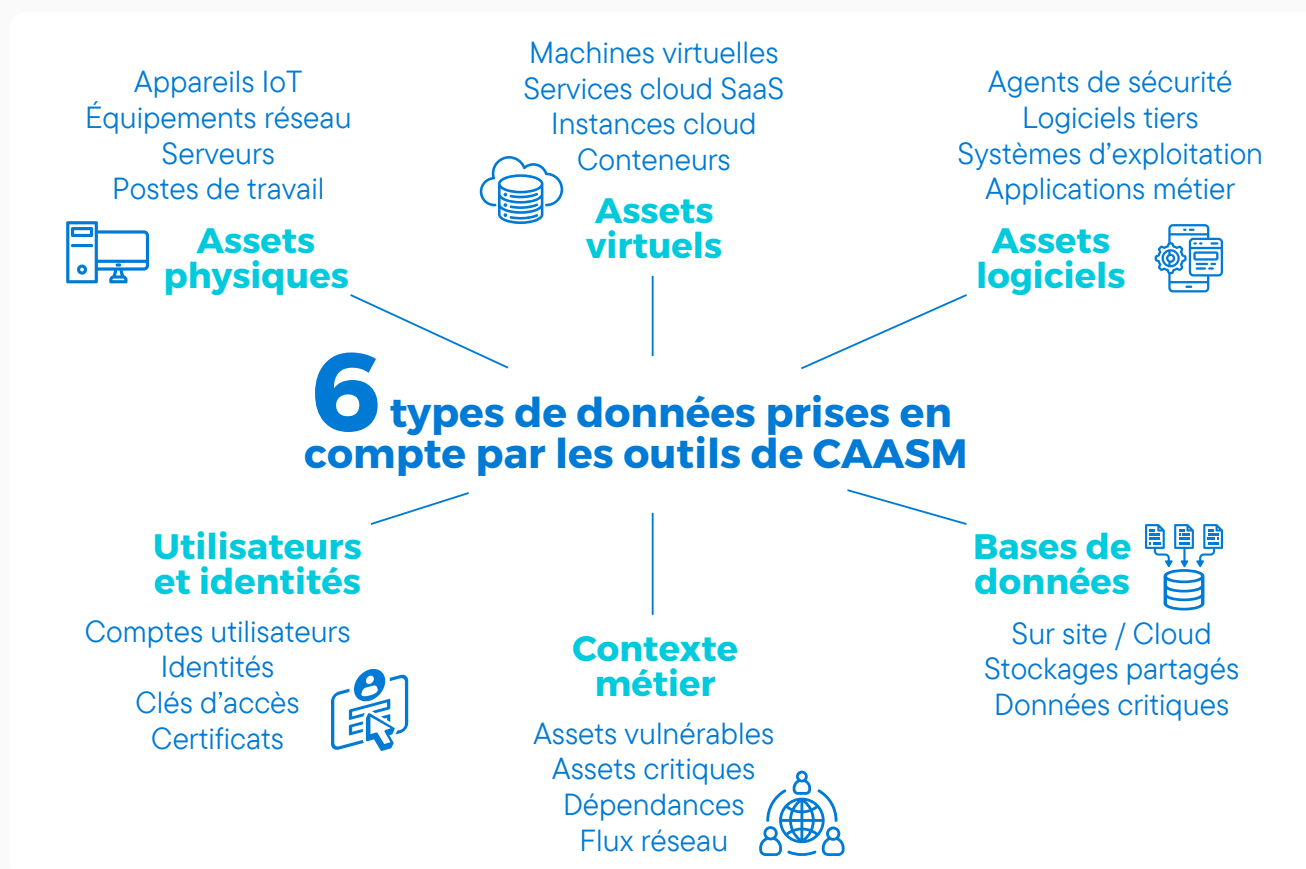 Appareils IoT
Équipements réseau
Serveurs
Postes de travail
Assets
physiques
Machines virtuelles
Services cloud SaaS
Instances cloud
Conteneurs
Assets
virtuels
Agents de sécurité
Logiciels tiers
Systèmes d'exploitation
Applications métier
Assets
logiciels
6 types de données prises en
compte par les outils de CAASM
Utilisateurs
et identités
Comptes utilisateurs
Identités
Clés d'accès
Certificats
Contexte
métier
Assets vulnérables
Assets critiques
Dépendances
Flux réseau
Bases de
données
Sur site / Cloud
Stockages partagés
Données critiques